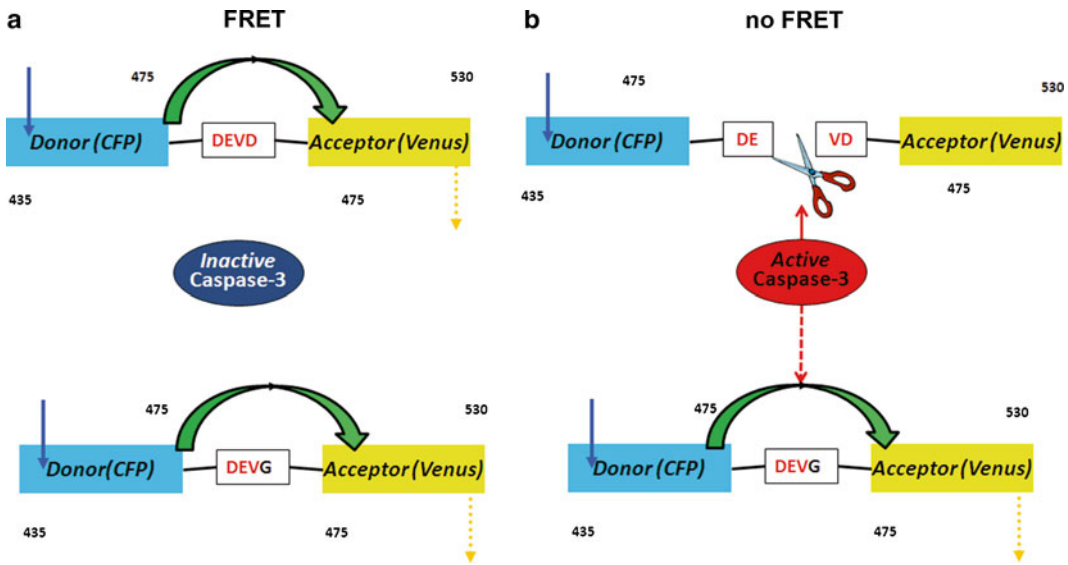 a
FRET
475
530
Donor (CFP)
DEVD
Acceptor (Venus)
435
475
Inactive
Caspase-3
475
530
Donor(CFP)
DEVG
Acceptor (Venus)
435
475
b
no FRET
475
530
Donor (CFP)
DE
VD
Acceptor (Venus)
435
475
Active
Caspase-3
475
530
Donor (CFP)
DEVG
Acceptor (Venus)
435
475